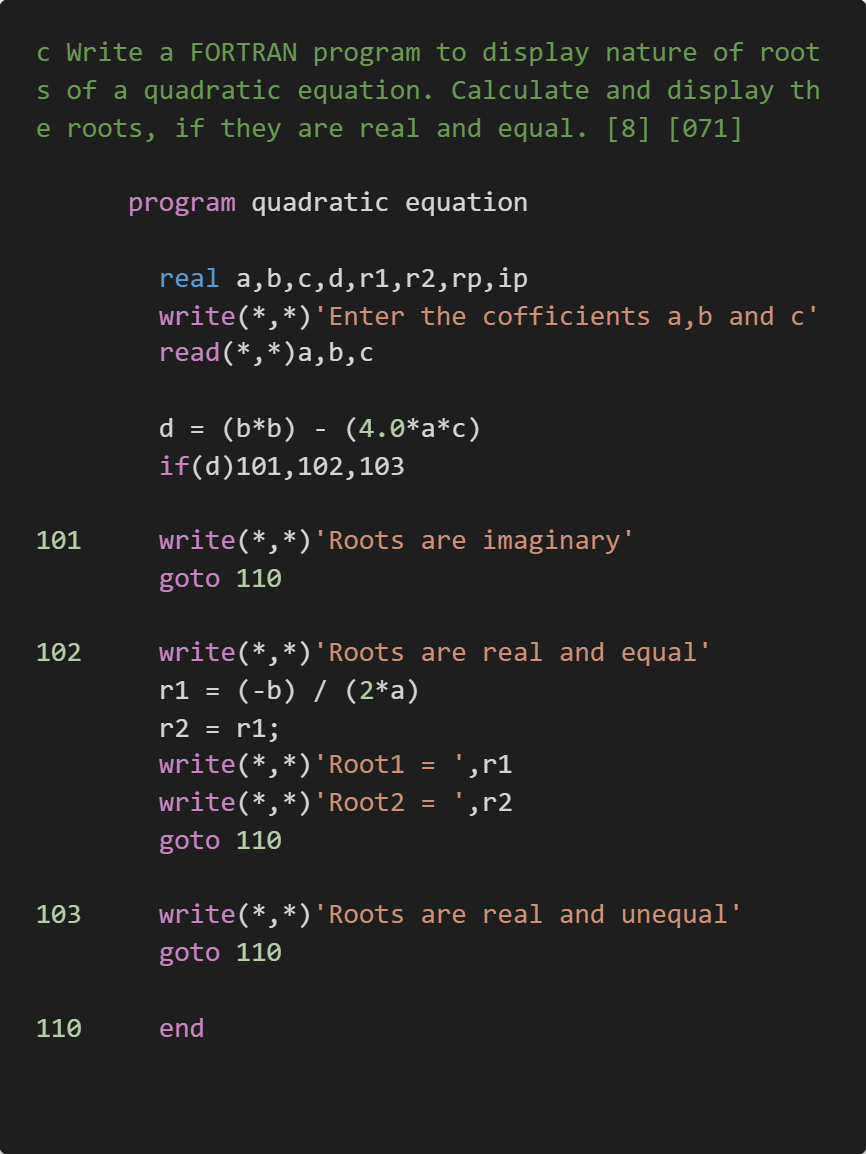 c Write a FORTRAN program to display nature of root
s of a quadratic equation. Calculate and display th
e roots, if they are real and equal. [8] [071]

      program quadratic equation

        real a,b,c,d,r1,r2,rp,ip
        write(*,*)'Enter the cofficients a,b and c'
        read(*,*)a,b,c

        d = (b*b) - (4.0*a*c)
        if(d)101,102,103

101     write(*,*)'Roots are imaginary'
        goto 110

102     write(*,*)'Roots are real and equal'
        r1 = (-b) / (2*a)
        r2 = r1;
        write(*,*)'Root1 = ',r1
        write(*,*)'Root2 = ',r2
        goto 110

103     write(*,*)'Roots are real and unequal'
        goto 110

110     end